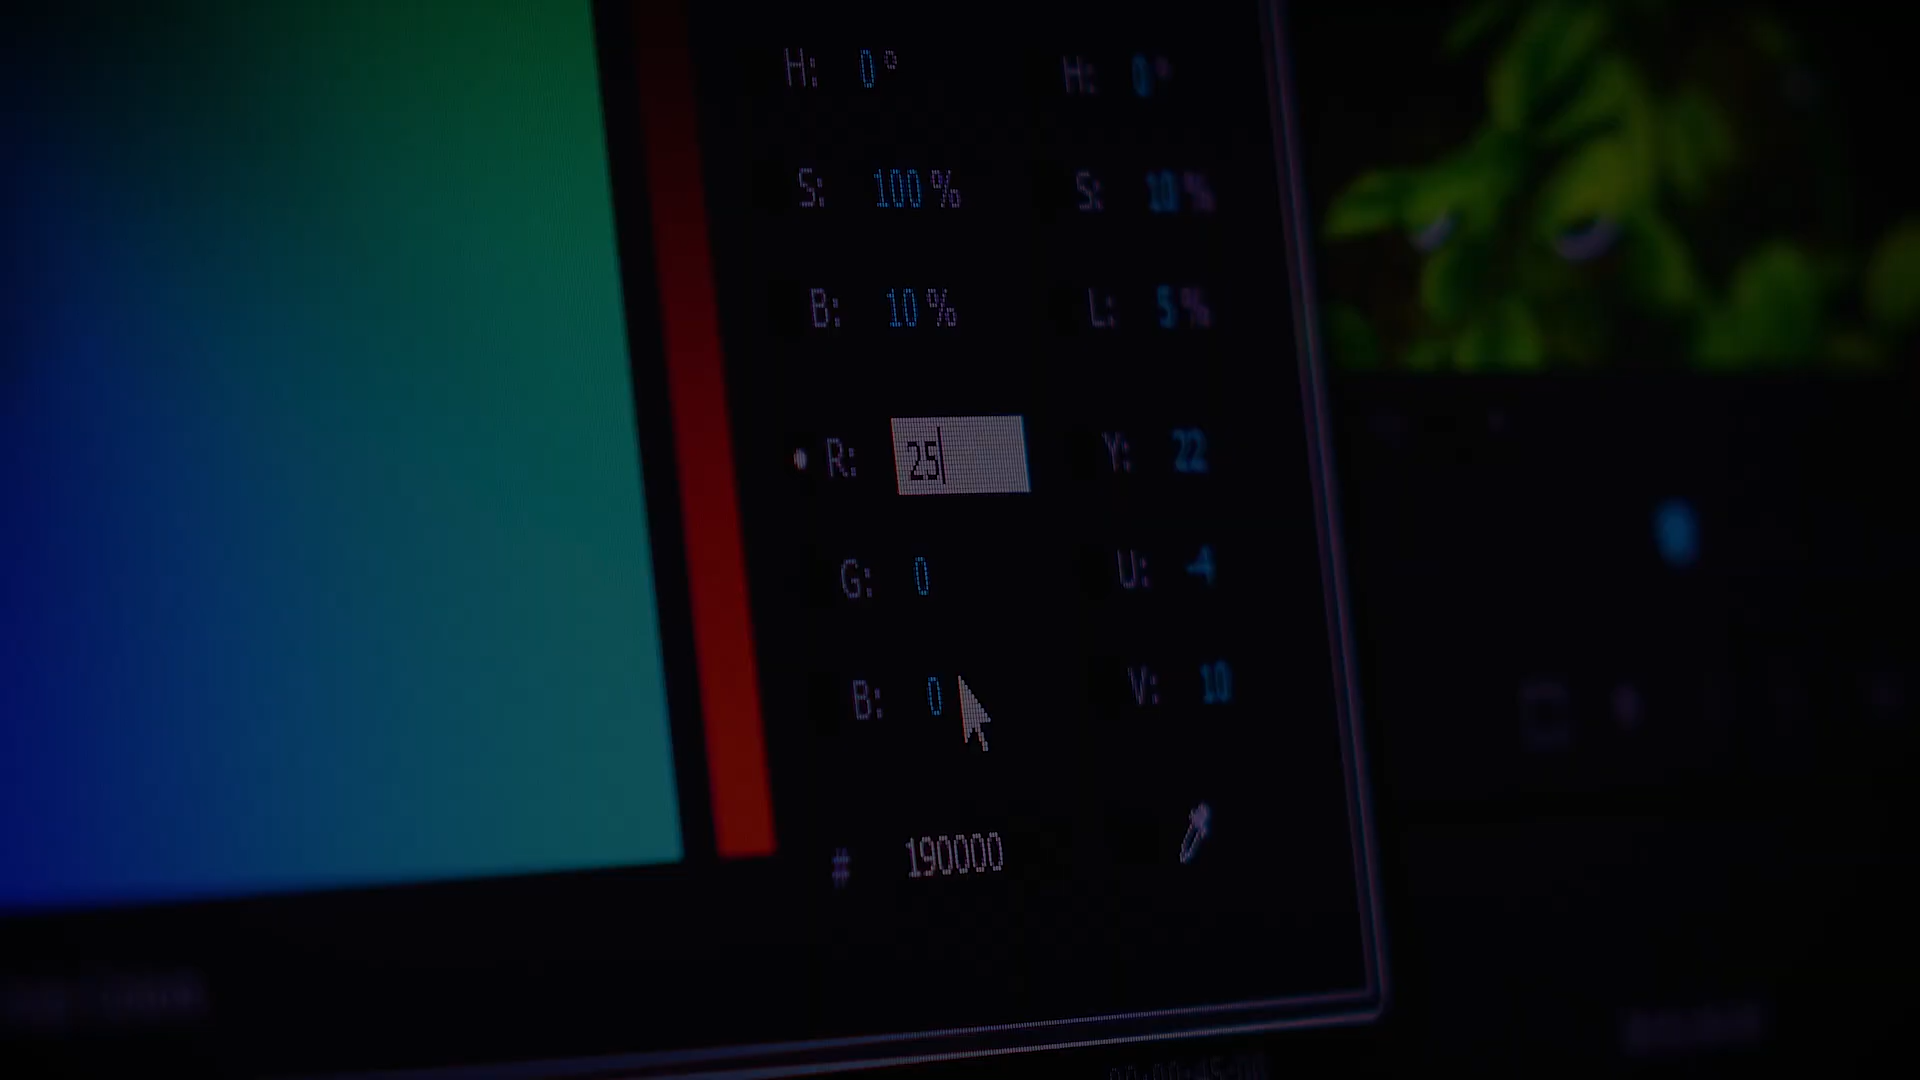 H: 0° H: 0°
S: 100 % S: 10 %
B: 10 % L: 5 %
R: 25 Y: 22
G: 0 U: -4
B: 0 V: 10
# 190000